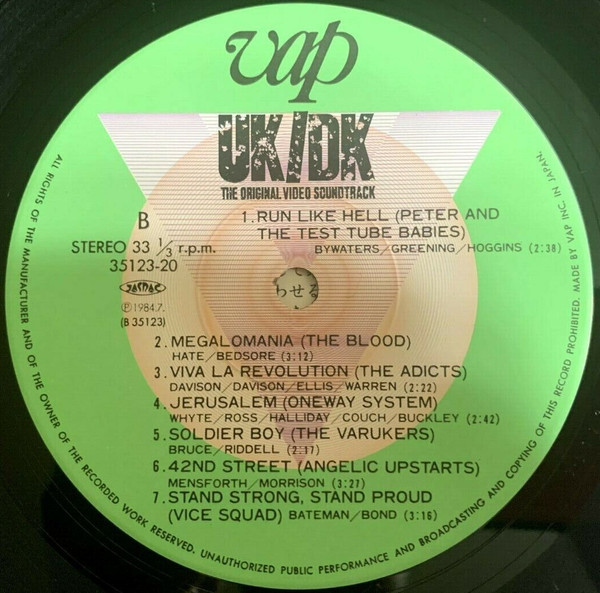 vap
UK/DK
THE ORIGINAL VIDEO SOUNDTRACK
B
STEREO 33 1/3 r.p.m.
35123-20
JASRAC
Ⓟ1984.7.
(B 35123)
1. RUN LIKE HELL (PETER AND
THE TEST TUBE BABIES)
BYWATERS/GREENING/HOGGINS (2:38)
らせる
2. MEGALOMANIA (THE BLOOD)
HATE/BEDSORE (3:12)
3. VIVA LA REVOLUTION (THE ADICTS)
DAVISON/DAVISON/ELLIS/WARREN (2:22)
4. JERUSALEM (ONEWAY SYSTEM)
WHYTE/ROSS/HALLIDAY/COUCH/BUCKLEY (2:42)
5. SOLDIER BOY (THE VARUKERS)
BRUCE/RIDDELL (2:17)
6. 42ND STREET (ANGELIC UPSTARTS)
MENSFORTH/MORRISON (3:27)
7. STAND STRONG, STAND PROUD
(VICE SQUAD) BATEMAN/BOND (3:16)
ALL RIGHTS OF THE MANUFACTURER AND OF THE OWNER OF THE RECORDED WORK RESERVED. UNAUTHORIZED PUBLIC PERFORMANCE AND BROADCASTING AND COPYING OF THIS RECORD PROHIBITED. MADE BY VAP INC. IN JAPAN.